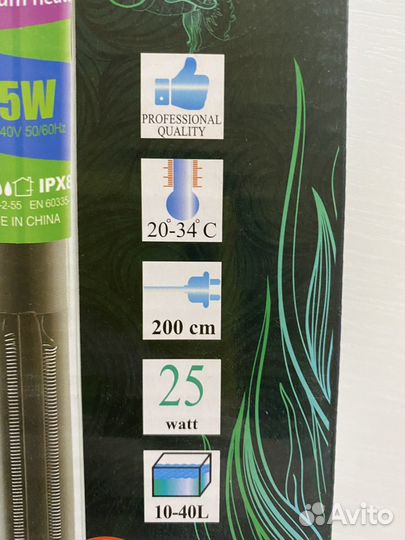 5W
40V 50/60Hz
IPX8
-2-55 EN 60335-
E IN CHINA
PROFESSIONAL
QUALITY
20°-34°C
200 cm
25
watt
10-40L
Avito